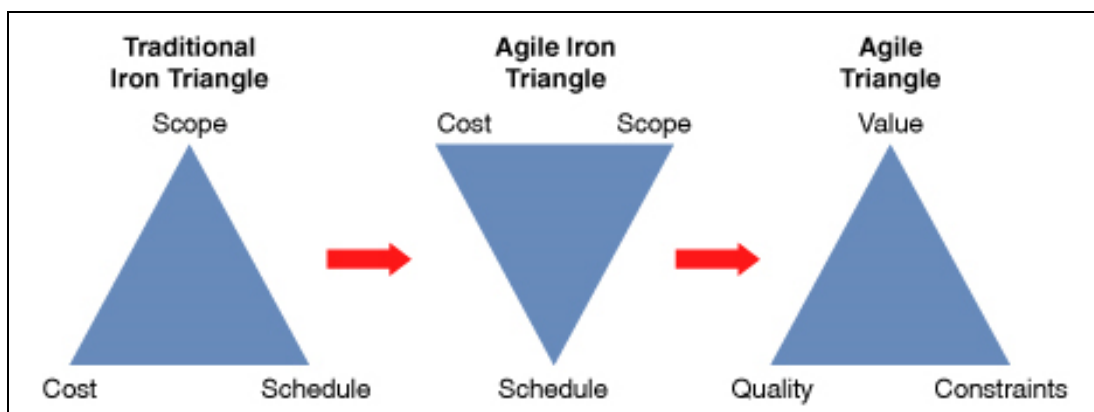 Traditional
Iron Triangle
Scope
Cost
Schedule
Agile Iron
Triangle
Cost
Scope
Schedule
Agile
Triangle
Value
Quality
Constraints